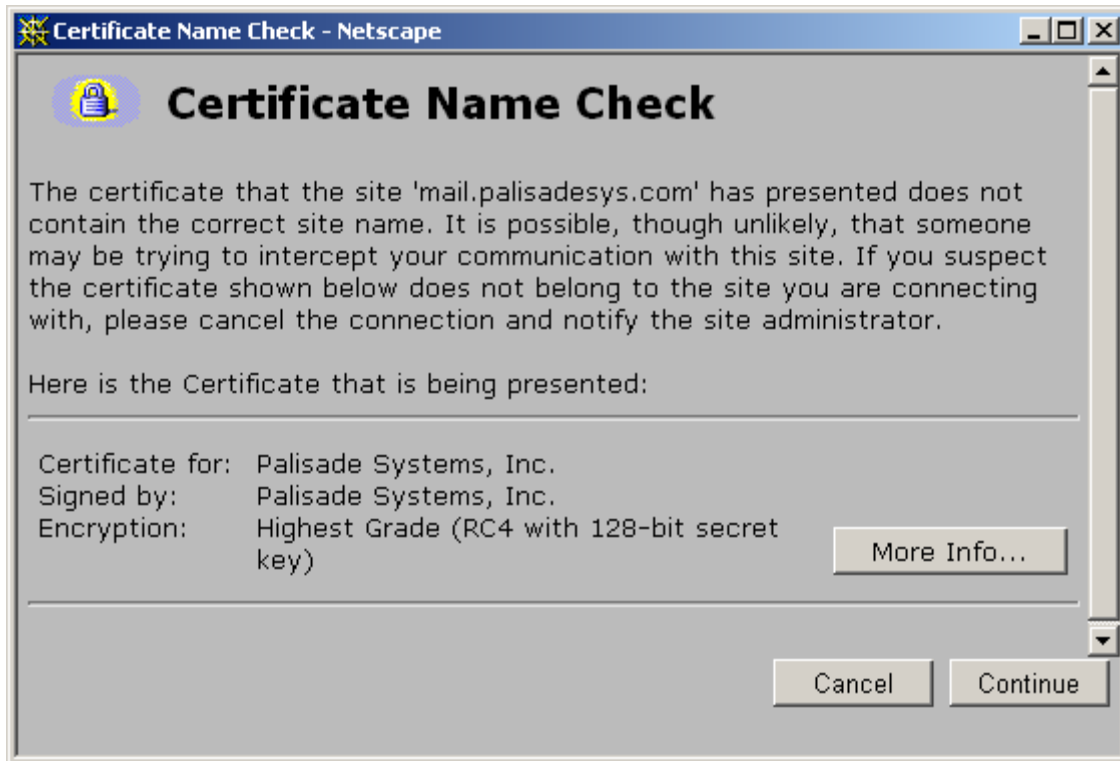 Certificate Name Check - Netscape
Certificate Name Check
The certificate that the site 'mail.palisadesys.com' has presented does not
contain the correct site name. It is possible, though unlikely, that someone
may be trying to intercept your communication with this site. If you suspect
the certificate shown below does not belong to the site you are connecting
with, please cancel the connection and notify the site administrator.
Here is the Certificate that is being presented:
Certificate for: Palisade Systems, Inc.
Signed by: Palisade Systems, Inc.
Encryption: Highest Grade (RC4 with 128-bit secret
key)
More Info...
Cancel Continue